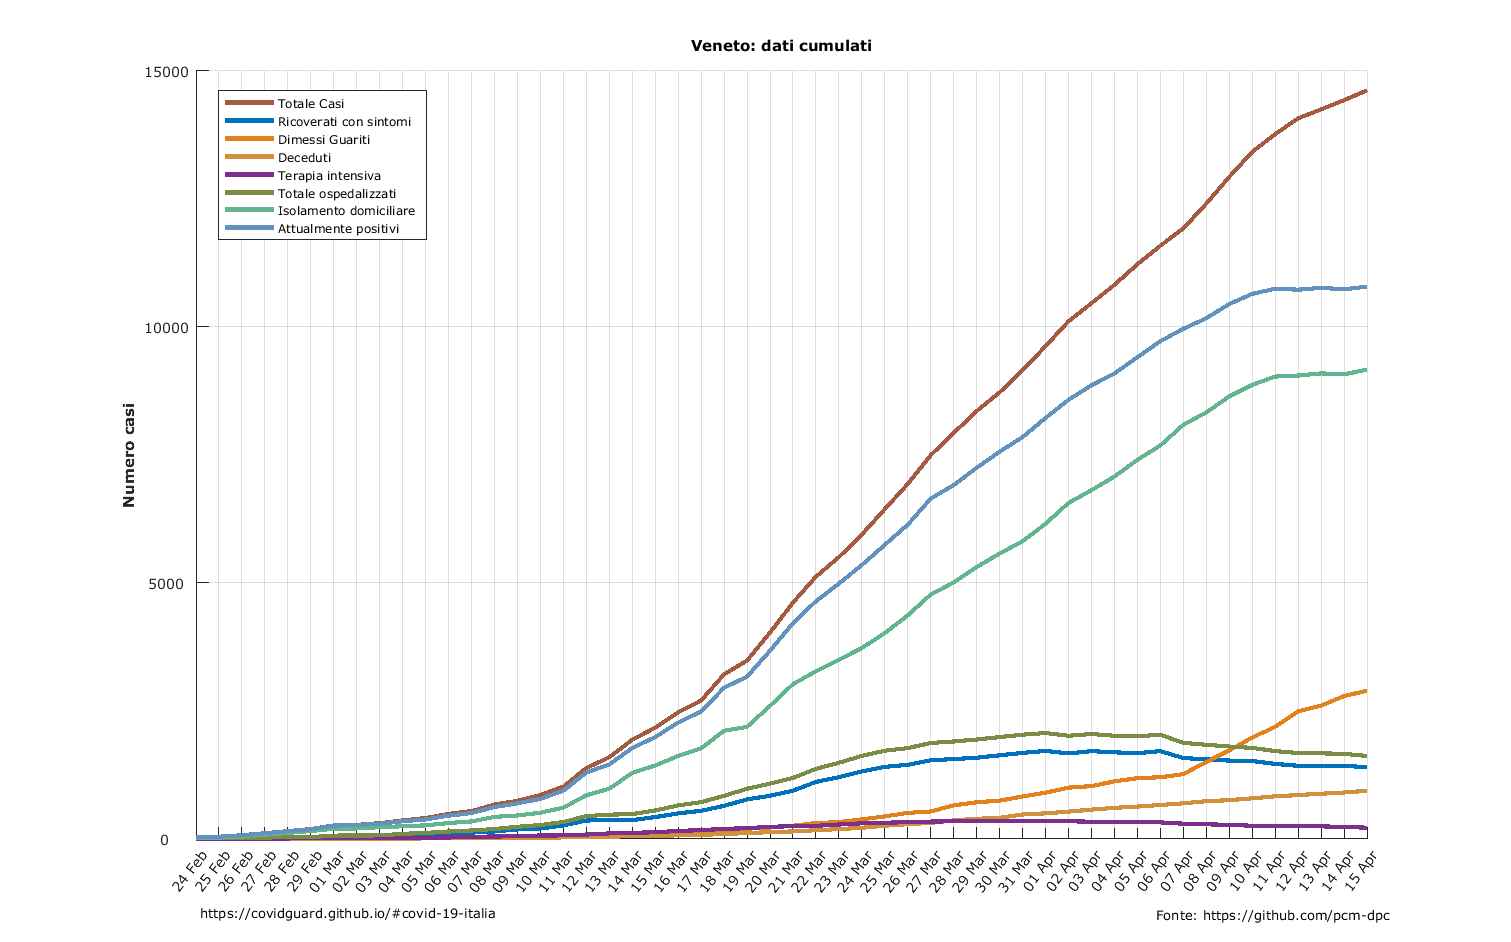 Veneto: dati cumulati
15000
10000
5000
0
Numero casi
Totale Casi
Ricoverati con sintomi
Dimessi Guariti
Deceduti
Terapia intensiva
Totale ospedalizzati
Isolamento domiciliare
Attualmente positivi
24 Feb
25 Feb
26 Feb
27 Feb
28 Feb
29 Feb
01 Mar
02 Mar
03 Mar
04 Mar
05 Mar
06 Mar
07 Mar
08 Mar
09 Mar
10 Mar
11 Mar
12 Mar
13 Mar
14 Mar
15 Mar
16 Mar
17 Mar
18 Mar
19 Mar
20 Mar
21 Mar
22 Mar
23 Mar
24 Mar
25 Mar
26 Mar
27 Mar
28 Mar
29 Mar
30 Mar
31 Mar
01 Apr
02 Apr
03 Apr
04 Apr
05 Apr
06 Apr
07 Apr
08 Apr
09 Apr
10 Apr
11 Apr
12 Apr
13 Apr
14 Apr
15 Apr
https://covidguard.github.io/#covid-19-italia
Fonte: https://github.com/pcm-dpc